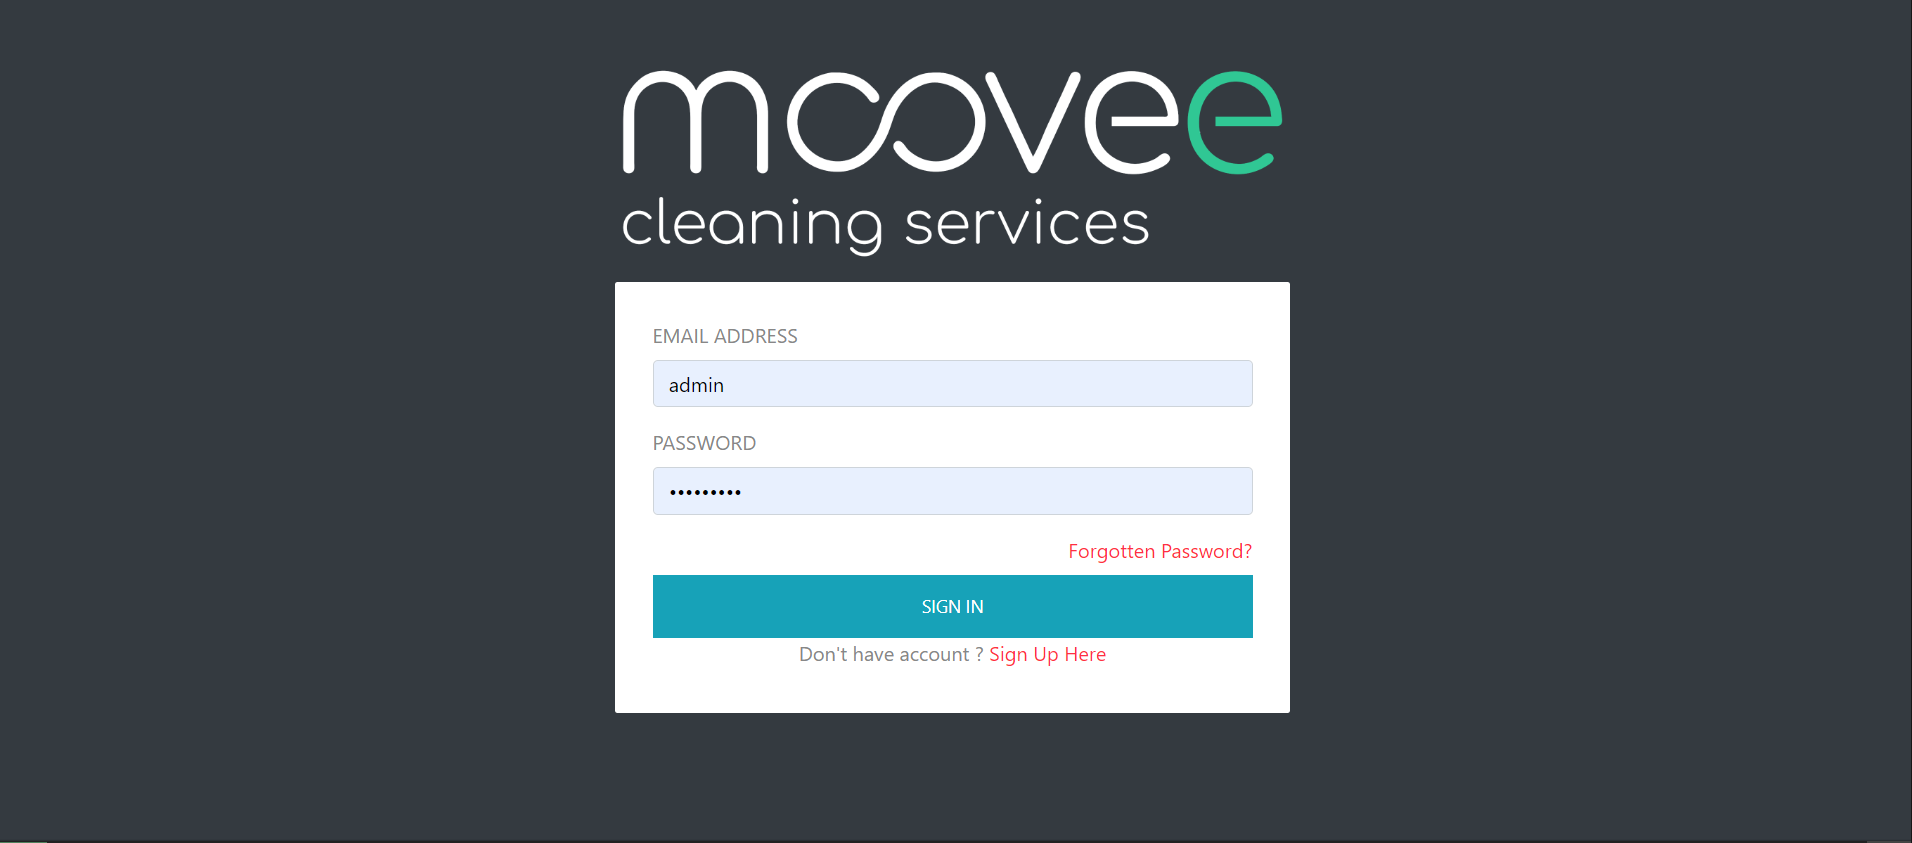 moovee
cleaning services
EMAIL ADDRESS
admin
PASSWORD
•••••••••
Forgotten Password?
SIGN IN
Don't have account ? Sign Up Here